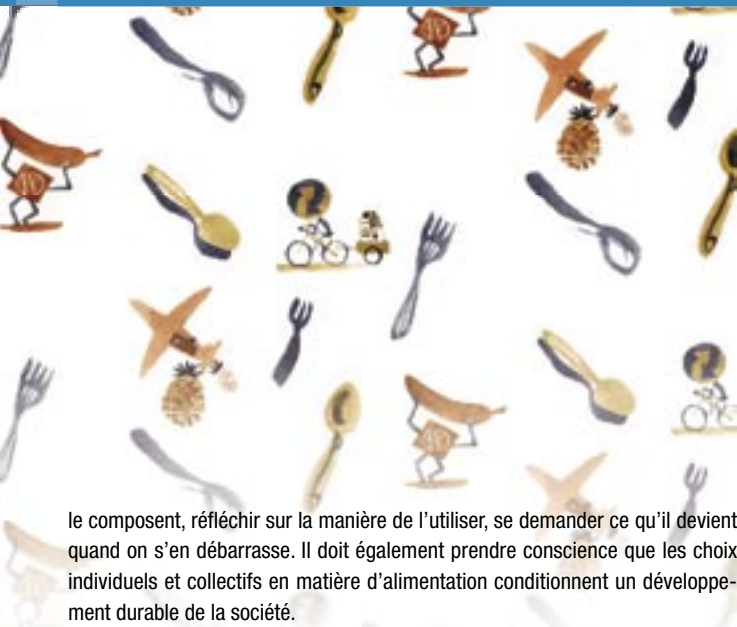 le composent, réfléchir sur la manière de l'utiliser, se demander ce qu'il devient
quand on s'en débarrasse. Il doit également prendre conscience que les choix
individuels et collectifs en matière d'alimentation conditionnent un développe-
ment durable de la société.